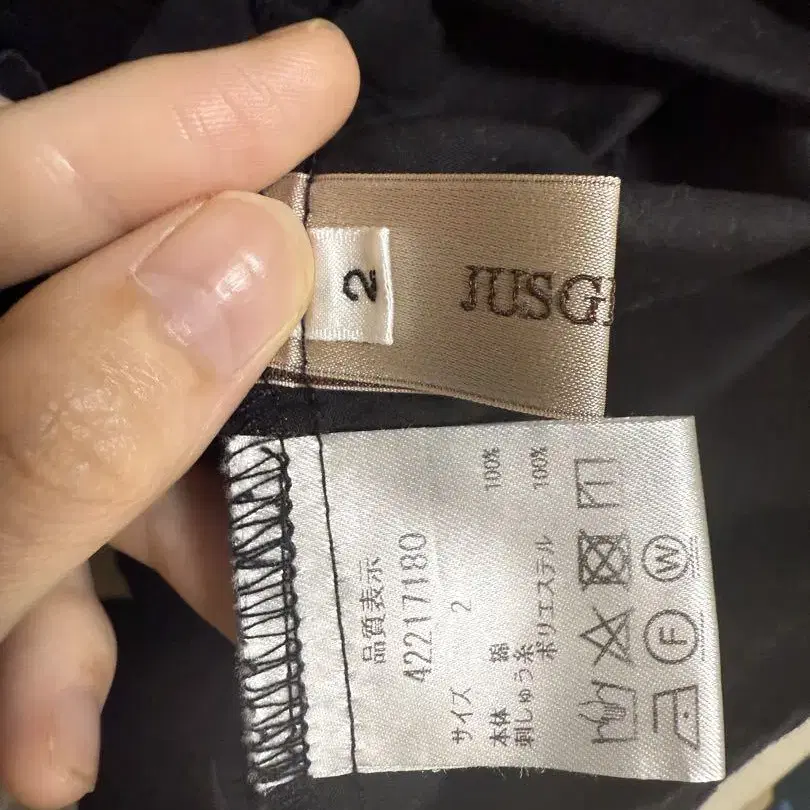 2
JUSGL
品質表示
42217180
サイズ 2
本体 綿 100%
刺しゅう糸
ポリエステル 100%
W
F